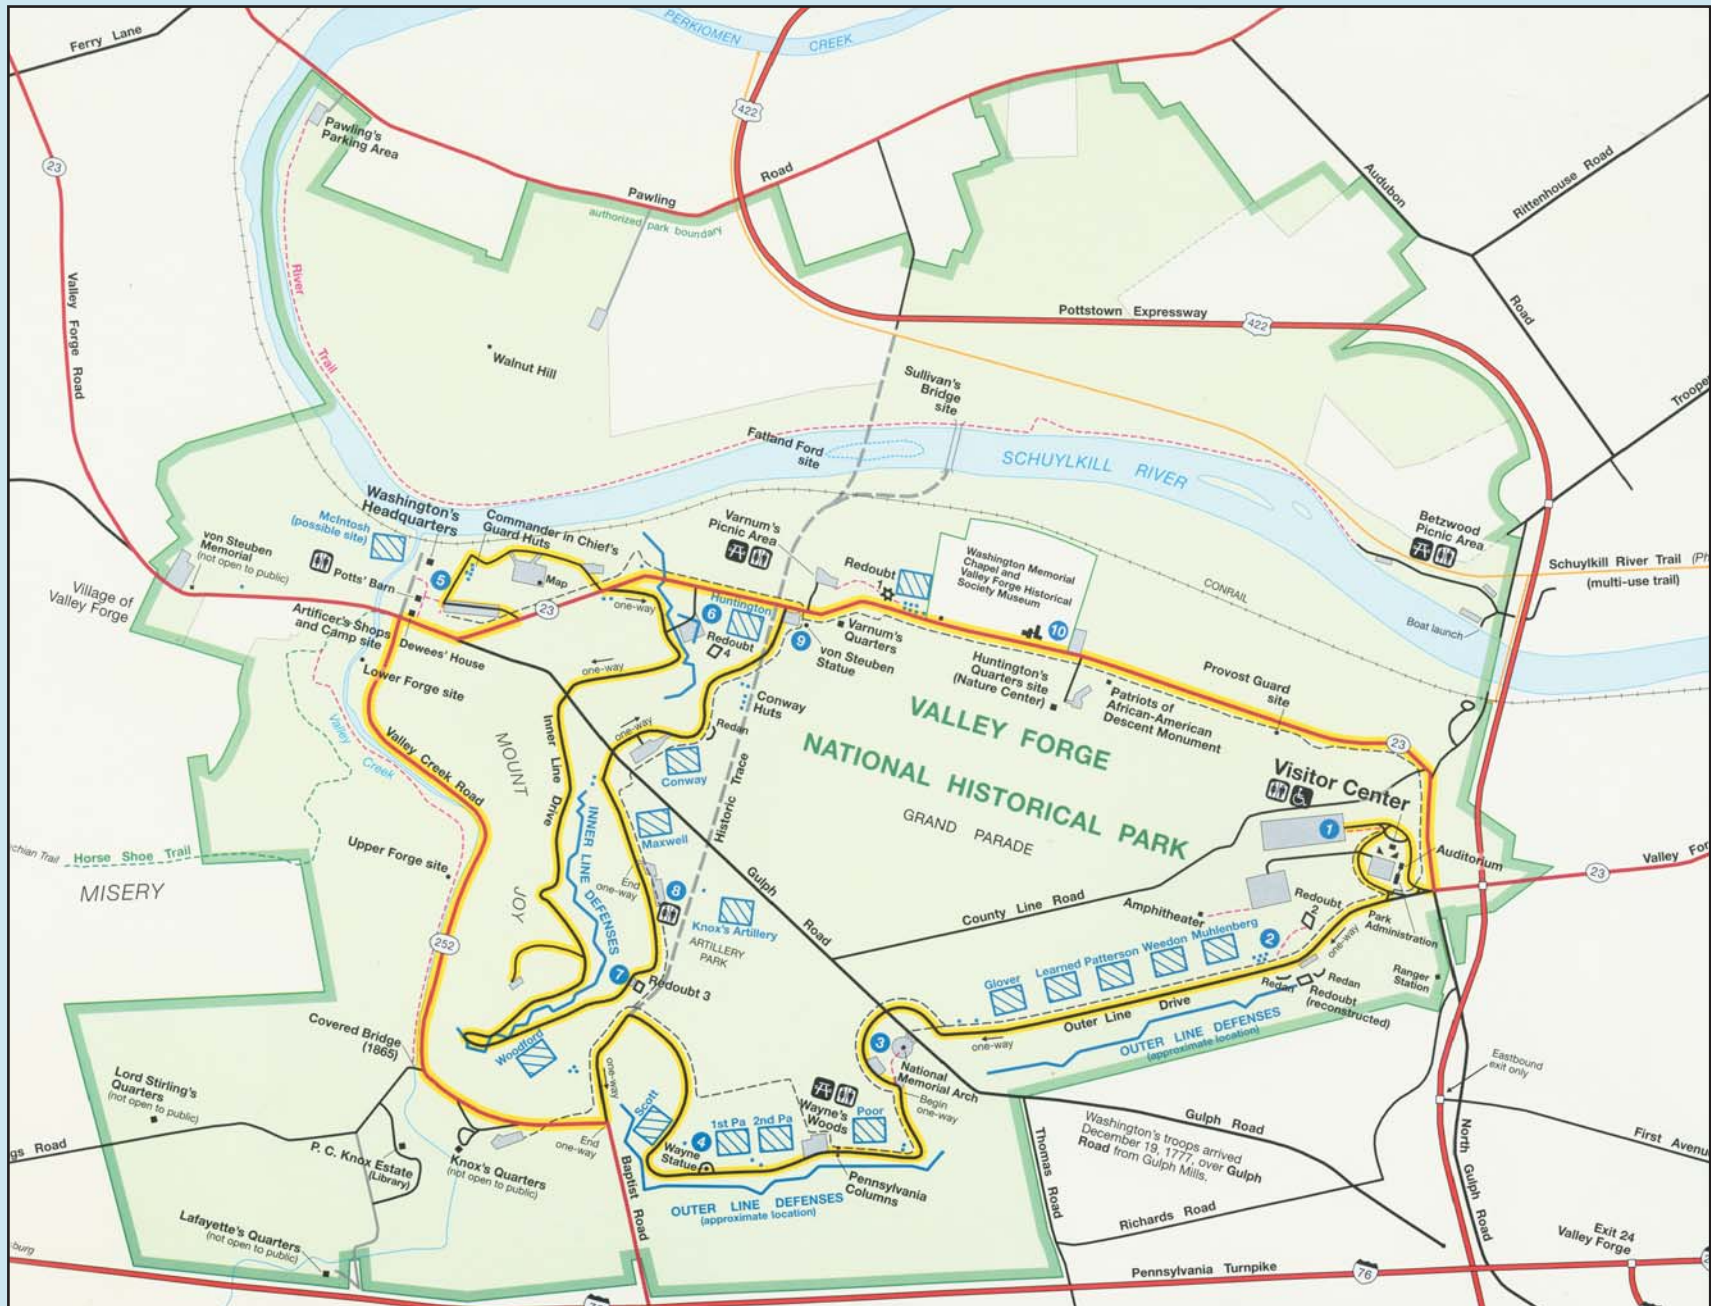 PERKIOMEN
CREEK
Ferry Lane
422
Pawling's
Parking Area
23
Road
Pawling
authorized park boundary
Audubon
Rittenhouse Road
River
Valley Forge Road
Pottstown Expressway
422
Road
Trail
Walnut Hill
Sullivan's
Bridge
site
Fatland Ford
site
SCHUYLKILL RIVER
Washington's
Headquarters
McIntosh
(possible site)
Commander in Chief's
Guard Huts
Varnum's
Picnic Area
Betzwood
Picnic Area
von Steuben
Memorial
(not open to public)
Redoubt
1
Washington Memorial
Chapel and
Valley Forge Historical
Society Museum
Schuylkill River Trail
(multi-use trail)
Village of
Valley Forge
Potts' Barn
5
Map
23
one-way
CONRAIL
Boat launch
Artificer's Shops
and Camp site
Dewees' House
6
Huntington
Redoubt
4
9
Varnum's
Quarters
von Steuben
Statue
10
Lower Forge site
one-way
Huntington's
Quarters site
(Nature Center)
Patriots of
African-American
Descent Monument
Provost Guard
site
Valley
Creek
Valley Creek Road
MOUNT
JOY
Inner Line Drive
one-way
Redan
Conway
Huts
Conway
VALLEY FORGE
NATIONAL HISTORICAL PARK
23
Visitor Center
INNER LINE DEFENSES
Maxwell
Historic Trace
GRAND PARADE
1
Auditorium
Valley
23
Horse Shoe Trail
MISERY
Upper Forge site
End
one-way
8
Gulph
Road
County Line Road
Amphitheater
Redoubt
2
Park
Administration
Knox's Artillery
ARTILLERY
PARK
252
7
Redoubt 3
Glover
Learned
Patterson
Weedon
Muhlenberg
2
one-way
Ranger
Station
Redan
Redan
Redoubt
(reconstructed)
Outer Line Drive
one-way
OUTER LINE DEFENSES
(approximate location)
Covered Bridge
(1865)
Woodford
3
National
Memorial Arch
Begin
one-way
Eastbound
exit only
Lord Stirling's
Quarters
(not open to public)
one-way
Scott
1st Pa
2nd Pa
Wayne's
Woods
Poor
4
Wayne
Statue
Gulph Road
Washington's troops arrived
December 19, 1777, over Gulph
Road from Gulph Mills.
First
Road
P. C. Knox Estate
(Library)
Knox's Quarters
(not open to public)
End
one-way
Baptist
Road
Pennsylvania
Columns
OUTER LINE DEFENSES
(approximate location)
Thomas Road
Richards Road
North Gulph Road
Lafayette's Quarters
(not open to public)
Exit 24
Valley Forge
Pennsylvania Turnpike
76